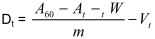 Dₜ = (A₆₀ − Aₜ − ₜ W) / m − Vₜ